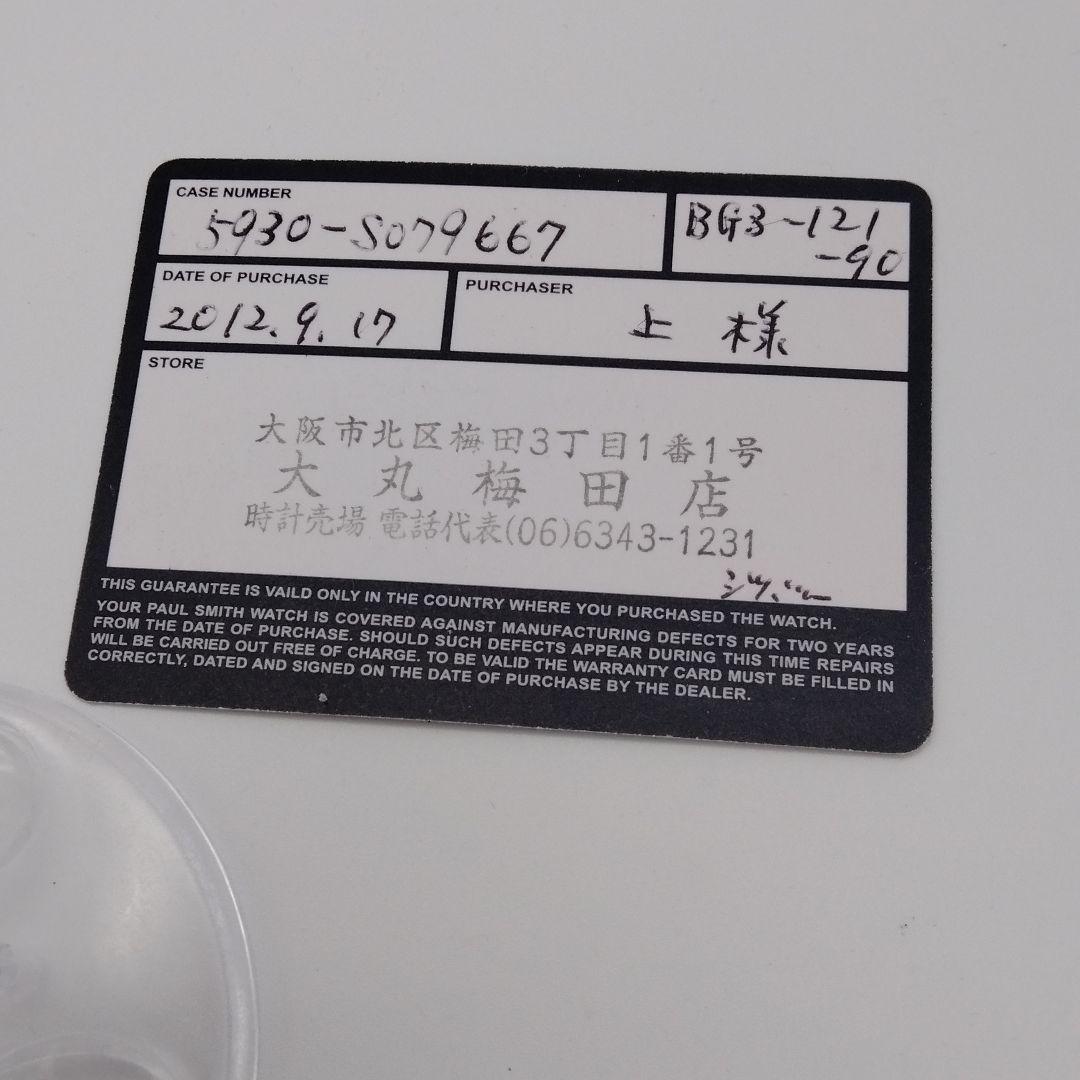 CASE NUMBER
5930-S079667
BG3-121
-90
DATE OF PURCHASE
2012.9.17
PURCHASER
上 様
STORE
大阪市北区梅田3丁目1番1号
大丸梅田店
時計売場 電話代表(06)6343-1231
THIS GUARANTEE IS VAILD ONLY IN THE COUNTRY WHERE YOU PURCHASED THE WATCH.
YOUR PAUL SMITH WATCH IS COVERED AGAINST MANUFACTURING DEFECTS FOR TWO YEARS
FROM THE DATE OF PURCHASE. SHOULD SUCH DEFECTS APPEAR DURING THIS TIME REPAIRS
WILL BE CARRIED OUT FREE OF CHARGE. TO BE VALID THE WARRANTY CARD MUST BE FILLED IN
CORRECTLY, DATED AND SIGNED ON THE DATE OF PURCHASE BY THE DEALER.